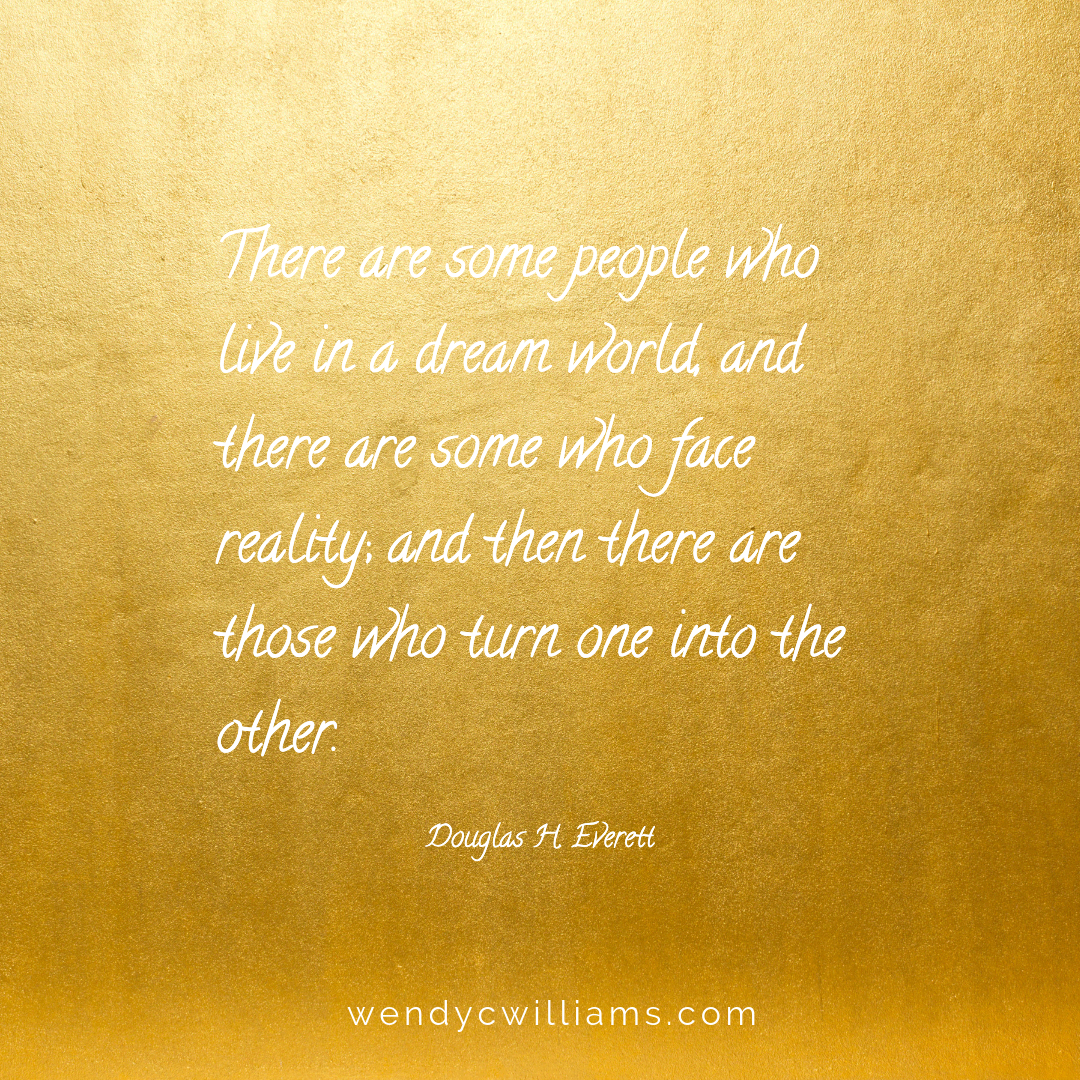 There are some people who
live in a dream world, and
there are some who face
reality; and then there are
those who turn one into the
other.
Douglas H. Everett
wendycwilliams.com